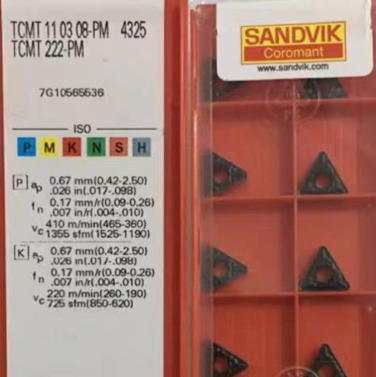 TCMT 11 03 08-PM 4325
TCMT 222-PM
7G10565536
ISO
P M K N S H
P ap 0.67 mm(0.42-2.50)
.026 in(.017-.098)
fn 0.17 mm/r(0.09-0.26)
.007 in/r(.004-.010)
vc 410 m/min(465-360)
1355 sfm(1525-1190)
K ap 0.67 mm(0.42-2.50)
.026 in(.017-.098)
fn 0.17 mm/r(0.09-0.26)
.007 in/r(.004-.010)
vc 220 m/min(260-190)
725 sfm(850-620)
SANDVIK
Coromant
www.sandvik.com